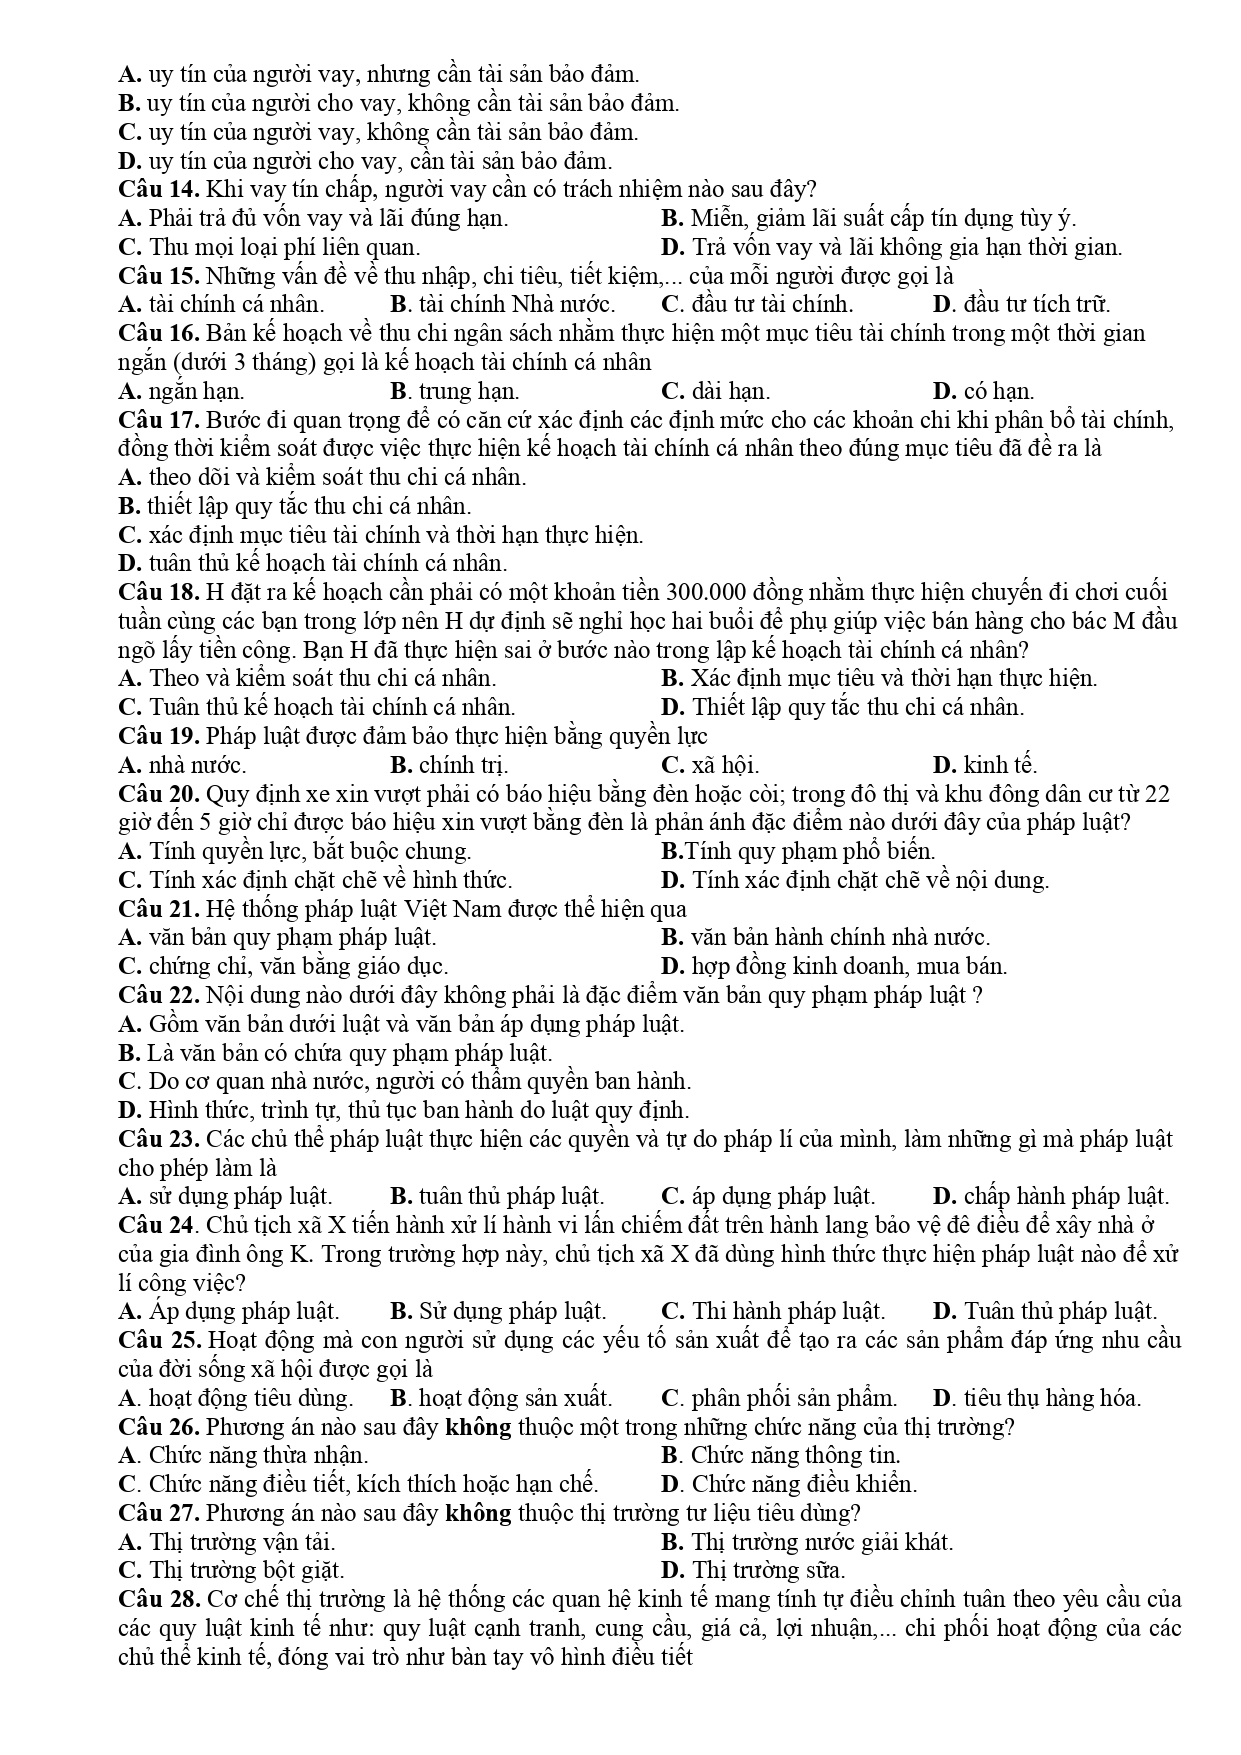 A. uy tín của người vay, nhưng cần tài sản bảo đảm.
B. uy tín của người cho vay, không cần tài sản bảo đảm.
C. uy tín của người vay, không cần tài sản bảo đảm.
D. uy tín của người cho vay, cần tài sản bảo đảm.
Câu 14. Khi vay tín chấp, người vay cần có trách nhiệm nào sau đây?
A. Phải trả đủ vốn vay và lãi đúng hạn. B. Miễn, giảm lãi suất cấp tín dụng tùy ý.
C. Thu mọi loại phí liên quan. D. Trả vốn vay và lãi không gia hạn thời gian.
Câu 15. Những vấn đề về thu nhập, chi tiêu, tiết kiệm,... của mỗi người được gọi là
A. tài chính cá nhân. B. tài chính Nhà nước. C. đầu tư tài chính. D. đầu tư tích trữ.
Câu 16. Bản kế hoạch về thu chi ngân sách nhằm thực hiện một mục tiêu tài chính trong một thời gian
ngắn (dưới 3 tháng) gọi là kế hoạch tài chính cá nhân
A. ngắn hạn. B. trung hạn. C. dài hạn. D. có hạn.
Câu 17. Bước đi quan trọng để có căn cứ xác định các định mức cho các khoản chi khi phân bổ tài chính,
đồng thời kiểm soát được việc thực hiện kế hoạch tài chính cá nhân theo đúng mục tiêu đã đề ra là
A. theo dõi và kiểm soát thu chi cá nhân.
B. thiết lập quy tắc thu chi cá nhân.
C. xác định mục tiêu tài chính và thời hạn thực hiện.
D. tuân thủ kế hoạch tài chính cá nhân.
Câu 18. H đặt ra kế hoạch cần phải có một khoản tiền 300.000 đồng nhằm thực hiện chuyến đi chơi cuối
tuần cùng các bạn trong lớp nên H dự định sẽ nghỉ học hai buổi để phụ giúp việc bán hàng cho bác M đầu
ngõ lấy tiền công. Bạn H đã thực hiện sai ở bước nào trong lập kế hoạch tài chính cá nhân?
A. Theo và kiểm soát thu chi cá nhân. B. Xác định mục tiêu và thời hạn thực hiện.
C. Tuân thủ kế hoạch tài chính cá nhân. D. Thiết lập quy tắc thu chi cá nhân.
Câu 19. Pháp luật được đảm bảo thực hiện bằng quyền lực
A. nhà nước. B. chính trị. C. xã hội. D. kinh tế.
Câu 20. Quy định xe xin vượt phải có báo hiệu bằng đèn hoặc còi; trong đô thị và khu đông dân cư từ 22
giờ đến 5 giờ chỉ được báo hiệu xin vượt bằng đèn là phản ánh đặc điểm nào dưới đây của pháp luật?
A. Tính quyền lực, bắt buộc chung. B.Tính quy phạm phổ biến.
C. Tính xác định chặt chẽ về hình thức. D. Tính xác định chặt chẽ về nội dung.
Câu 21. Hệ thống pháp luật Việt Nam được thể hiện qua
A. văn bản quy phạm pháp luật. B. văn bản hành chính nhà nước.
C. chứng chỉ, văn bằng giáo dục. D. hợp đồng kinh doanh, mua bán.
Câu 22. Nội dung nào dưới đây không phải là đặc điểm văn bản quy phạm pháp luật ?
A. Gồm văn bản dưới luật và văn bản áp dụng pháp luật.
B. Là văn bản có chứa quy phạm pháp luật.
C. Do cơ quan nhà nước, người có thẩm quyền ban hành.
D. Hình thức, trình tự, thủ tục ban hành do luật quy định.
Câu 23. Các chủ thể pháp luật thực hiện các quyền và tự do pháp lí của mình, làm những gì mà pháp luật
cho phép làm là
A. sử dụng pháp luật. B. tuân thủ pháp luật. C. áp dụng pháp luật. D. chấp hành pháp luật.
Câu 24. Chủ tịch xã X tiến hành xử lí hành vi lấn chiếm đất trên hành lang bảo vệ đê điều để xây nhà ở
của gia đình ông K. Trong trường hợp này, chủ tịch xã X đã dùng hình thức thực hiện pháp luật nào để xử
lí công việc?
A. Áp dụng pháp luật. B. Sử dụng pháp luật. C. Thi hành pháp luật. D. Tuân thủ pháp luật.
Câu 25. Hoạt động mà con người sử dụng các yếu tố sản xuất để tạo ra các sản phẩm đáp ứng nhu cầu
của đời sống xã hội được gọi là
A. hoạt động tiêu dùng. B. hoạt động sản xuất. C. phân phối sản phẩm. D. tiêu thụ hàng hóa.
Câu 26. Phương án nào sau đây không thuộc một trong những chức năng của thị trường?
A. Chức năng thừa nhận. B. Chức năng thông tin.
C. Chức năng điều tiết, kích thích hoặc hạn chế. D. Chức năng điều khiển.
Câu 27. Phương án nào sau đây không thuộc thị trường tư liệu tiêu dùng?
A. Thị trường vận tải. B. Thị trường nước giải khát.
C. Thị trường bột giặt. D. Thị trường sữa.
Câu 28. Cơ chế thị trường là hệ thống các quan hệ kinh tế mang tính tự điều chỉnh tuân theo yêu cầu của
các quy luật kinh tế như: quy luật cạnh tranh, cung cầu, giá cả, lợi nhuận,... chi phối hoạt động của các
chủ thể kinh tế, đóng vai trò như bàn tay vô hình điều tiết